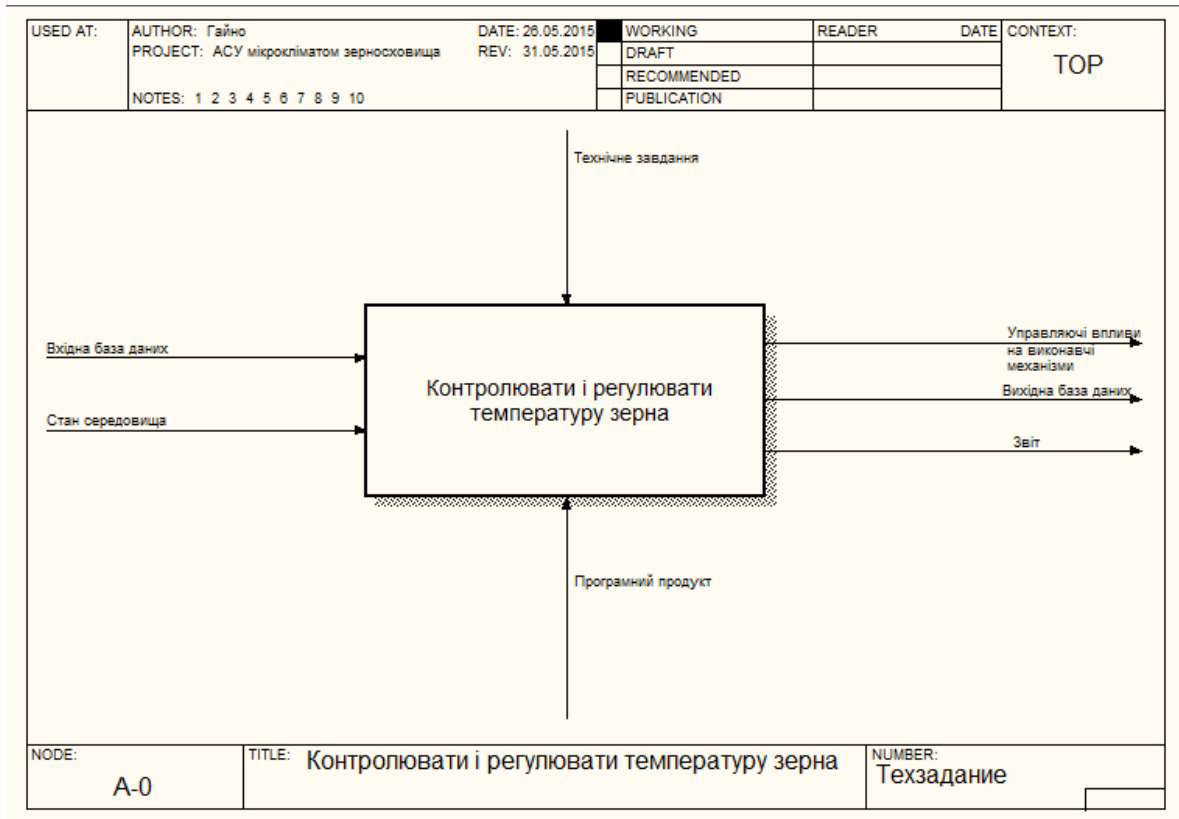 USED AT:
AUTHOR: Гайно
DATE: 26.05.2015
WORKING
READER
DATE
CONTEXT:
PROJECT: АСУ мікрокліматом зерносховища
REV: 31.05.2015
DRAFT
TOP
RECOMMENDED
NOTES: 1 2 3 4 5 6 7 8 9 10
PUBLICATION
Технічне завдання
Вхідна база даних
Стан середовища
Контролювати і регулювати
температуру зерна
Управляючі впливи
на виконавчі
механізми
Вихідна база даних
Звіт
Програмний продукт
NODE:
A-0
TITLE: Контролювати і регулювати температуру зерна
NUMBER:
Техзадание